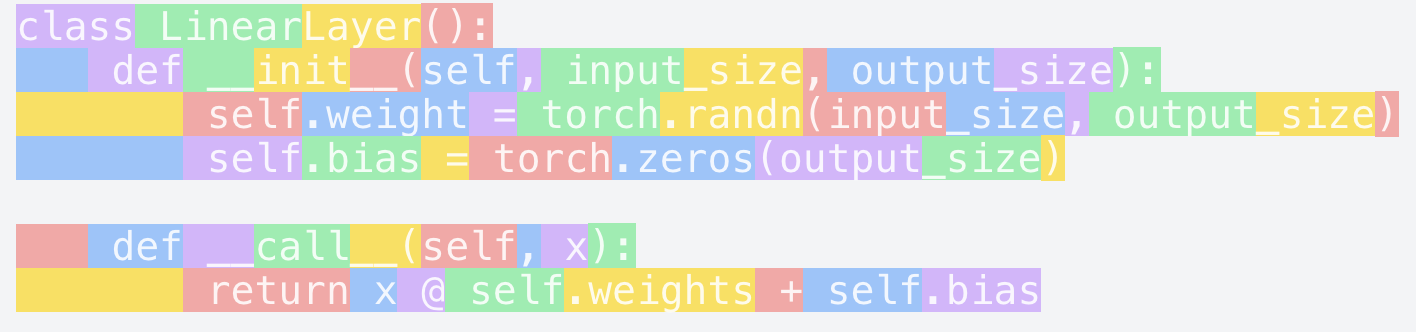 class LinearLayer():
    def __init__(self, input_size, output_size):
        self.weight = torch.randn(input_size, output_size)
        self.bias = torch.zeros(output_size)

    def __call__(self, x):
        return x @ self.weights + self.bias